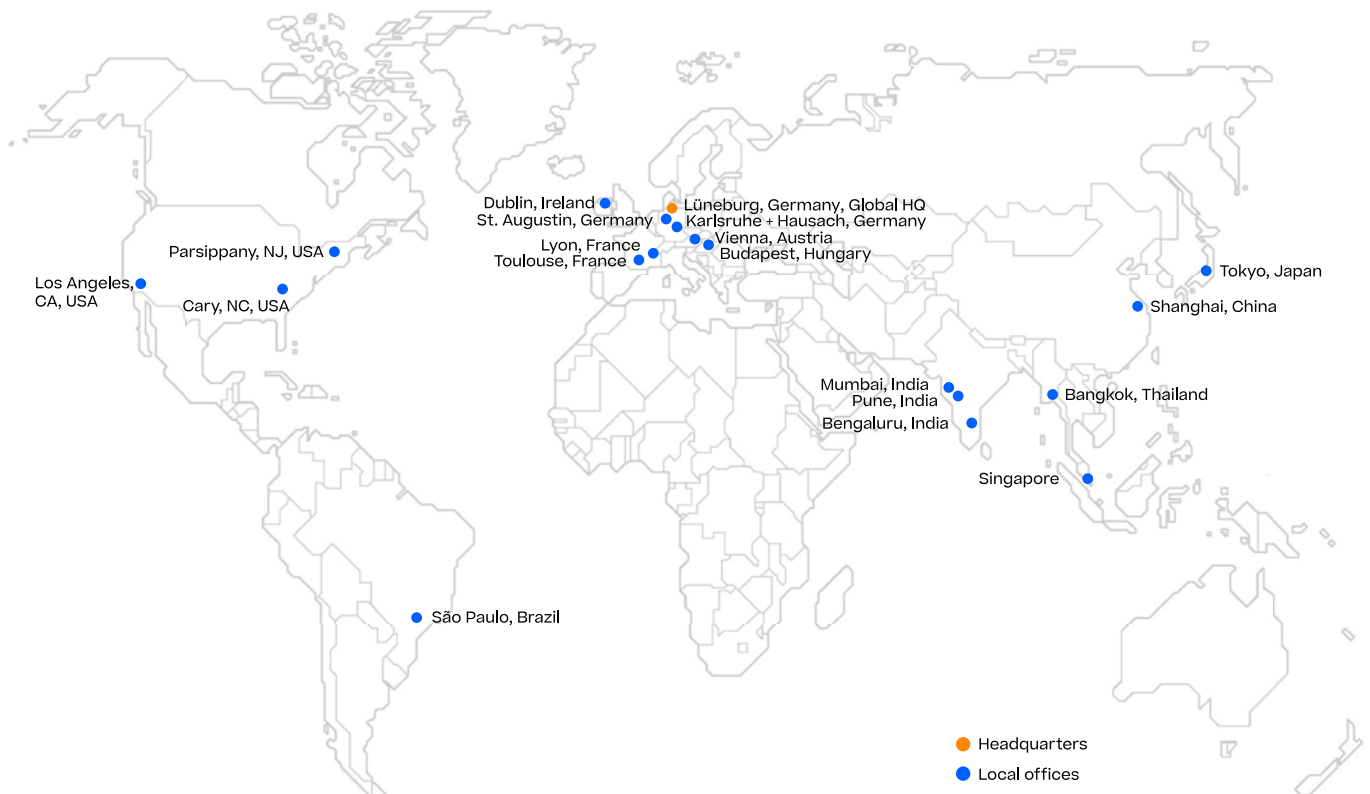 Dublin, Ireland
Lüneburg, Germany, Global HQ
St. Augustin, Germany
Karlsruhe + Hausach, Germany
Vienna, Austria
Lyon, France
Budapest, Hungary
Toulouse, France
Parsippany, NJ, USA
Los Angeles,
CA, USA
Cary, NC, USA
Tokyo, Japan
Shanghai, China
Mumbai, India
Pune, India
Bangkok, Thailand
Bengaluru, India
Singapore
São Paulo, Brazil
Headquarters
Local offices